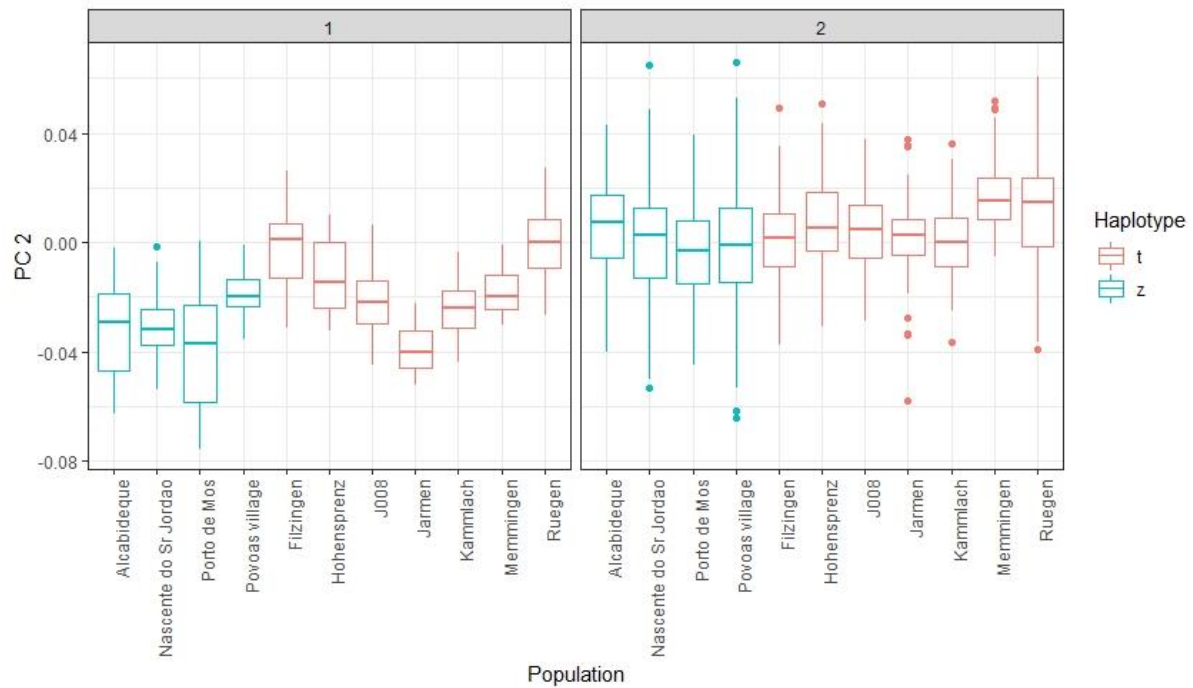 1
2
0.04
0.00
-0.04
-0.08
PC 2
Alcabideque
Nascente do Sr Jordao
Porto de Mos
Povoas village
Filzingen
Hohensprenz
J008
Jarmen
Kammlach
Memmingen
Ruegen
Alcabideque
Nascente do Sr Jordao
Porto de Mos
Povoas village
Filzingen
Hohensprenz
J008
Jarmen
Kammlach
Memmingen
Ruegen
Population
Haplotype
t
z